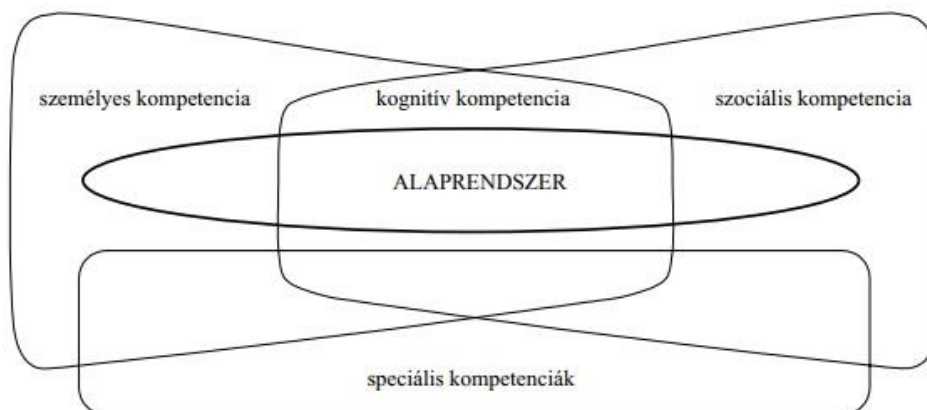 személyes kompetencia
kognitív kompetencia
szociális kompetencia
ALAPRENDSZER
speciális kompetenciák